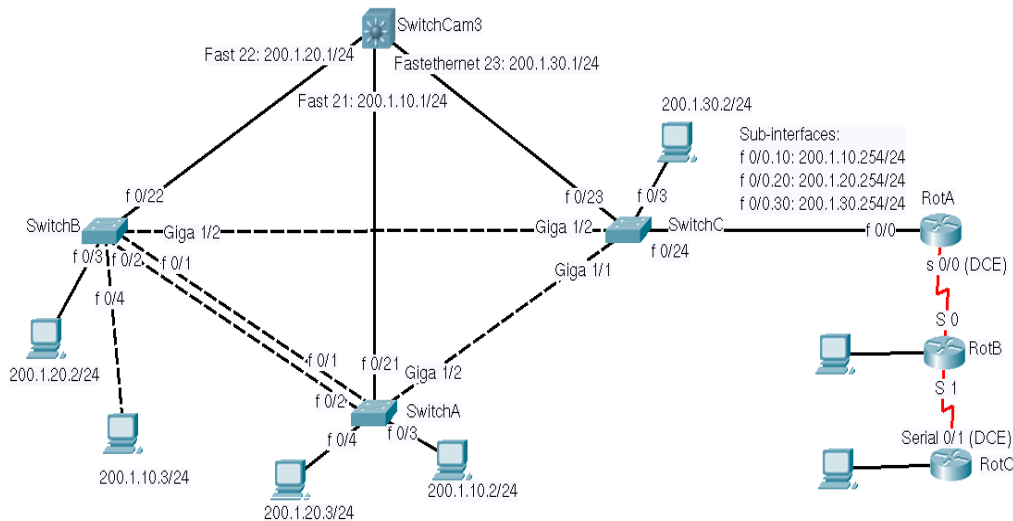 SwitchCam3
Fast 22: 200.1.20.1/24
Fastethernet 23: 200.1.30.1/24
Fast 21: 200.1.10.1/24
200.1.30.2/24
Sub-interfaces:
f 0/0.10: 200.1.10.254/24
f 0/0.20: 200.1.20.254/24
f 0/0.30: 200.1.30.254/24
f 0/22
f 0/23
f 0/3
RotA
SwitchB
Giga 1/2
Giga 1/2
SwitchC
f 0/0
f 0/24
f 0/3
f 0/2
f 0/1
Giga 1/1
s 0/0 (DCE)
f 0/4
S 0
RotB
f 0/1
f 0/21
Giga 1/2
200.1.20.2/24
S 1
f 0/2
SwitchA
f 0/4
f 0/3
Serial 0/1 (DCE)
RotC
200.1.10.3/24
200.1.10.2/24
200.1.20.3/24